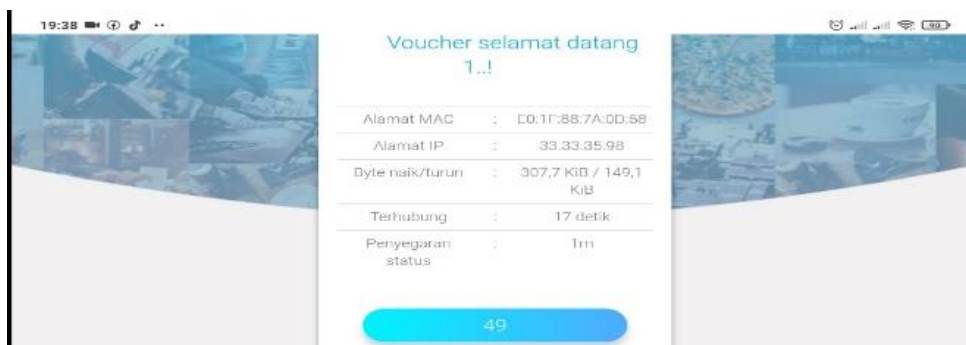 19:38
90
Voucher selamat datang
1..!
Alamat MAC : E0:1F:88:7A:0D:58
Alamat IP : 33.33.35.98
Byte naik/turun : 307,7 KiB / 149,1
KiB
Terhubung : 17 detik
Penyegaran : 1m
status
49